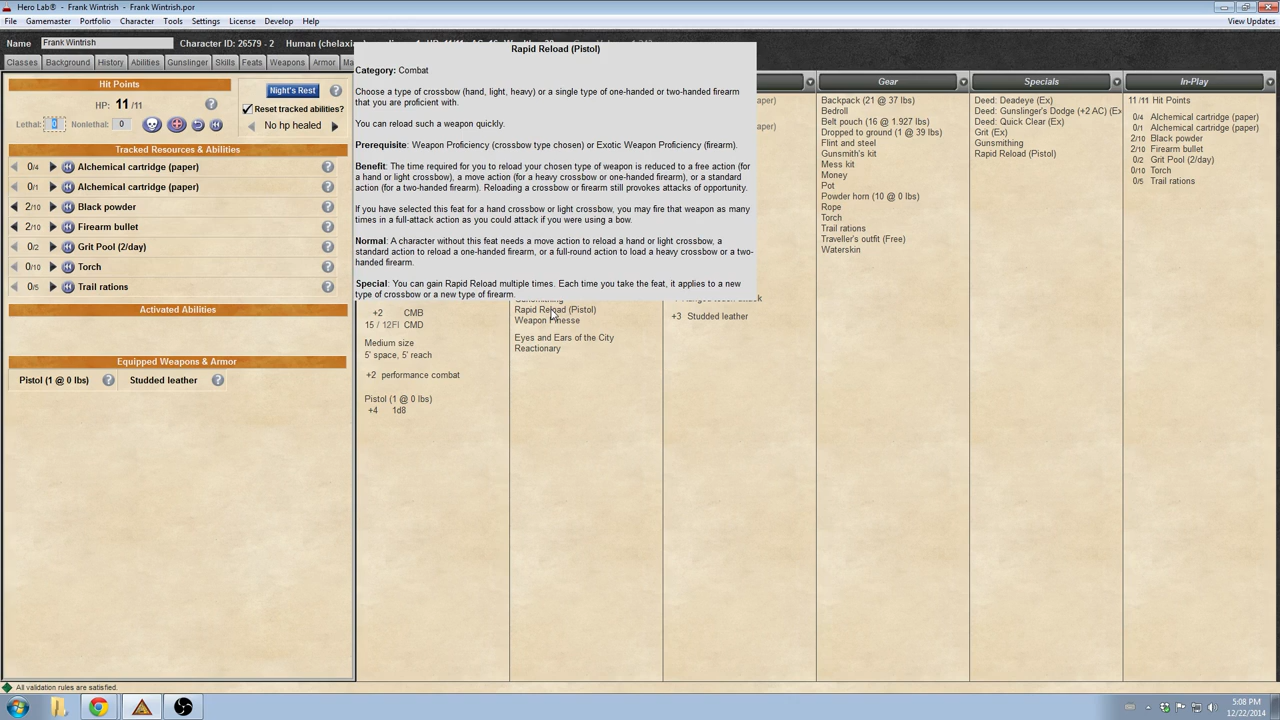 Hero Lab® - Frank Wintrish - Frank Wintrish.por
File Gamemaster Portfolio Character Tools Settings License Develop Help
View Updates
Name Frank Wintrish Character ID: 26579 - 2
Classes Background History Abilities Gunslinger Skills Feats Weapons Armor
Hit Points
HP: 11/11
Lethal: 0 Nonlethal: 0
Night's Rest
Reset tracked abilities?
No hp healed
Tracked Resources & Abilities
0/4 Alchemical cartridge (paper)
0/1 Alchemical cartridge (paper)
2/10 Black powder
2/10 Firearm bullet
0/2 Grit Pool (2/day)
0/10 Torch
0/5 Trail rations
Activated Abilities
Equipped Weapons & Armor
Pistol (1 @ 0 lbs) Studded leather
Rapid Reload (Pistol)
Category: Combat
Choose a type of crossbow (hand, light, heavy) or a single type of one-handed or two-handed firearm
that you are proficient with.
You can reload such a weapon quickly.
Prerequisite: Weapon Proficiency (crossbow type chosen) or Exotic Weapon Proficiency (firearm).
Benefit: The time required for you to reload your chosen type of weapon is reduced to a free action (for
a hand or light crossbow), a move action (for a heavy crossbow or one-handed firearm), or a standard
action (for a two-handed firearm). Reloading a crossbow or firearm still provokes attacks of opportunity.
If you have selected this feat for a hand crossbow or light crossbow, you may fire that weapon as many
times in a full-attack action as you could attack if you were using a bow.
Normal: A character without this feat needs a move action to reload a hand or light crossbow, a
standard action to reload a one-handed firearm, or a full-round action to load a heavy crossbow or a two-
handed firearm.
Special: You can gain Rapid Reload multiple times. Each time you take the feat, it applies to a new
type of crossbow or a new type of firearm.
+2 CMB
15 / 12Fl CMD
Medium size
5' space, 5' reach
+2 performance combat
Pistol (1 @ 0 lbs)
+4 1d8
Rapid Reload (Pistol)
Weapon Finesse
Eyes and Ears of the City
Reactionary
+3 Studded leather
Gear
Backpack (21 @ 37 lbs)
Bedroll
Belt pouch (16 @ 1.927 lbs)
Dropped to ground (1 @ 39 lbs)
Flint and steel
Gunsmith's kit
Mess kit
Money
Pot
Powder horn (10 @ 0 lbs)
Rope
Torch
Trail rations
Traveller's outfit (Free)
Waterskin
Specials
Deed: Deadeye (Ex)
Deed: Gunslinger's Dodge (+2 AC) (Ex
Deed: Quick Clear (Ex)
Grit (Ex)
Gunsmithing
Rapid Reload (Pistol)
In-Play
11/11 Hit Points
0/4 Alchemical cartridge (paper)
0/1 Alchemical cartridge (paper)
2/10 Black powder
2/10 Firearm bullet
0/2 Grit Pool (2/day)
0/10 Torch
0/5 Trail rations
All validation rules are satisfied.
5:08 PM
12/22/2014